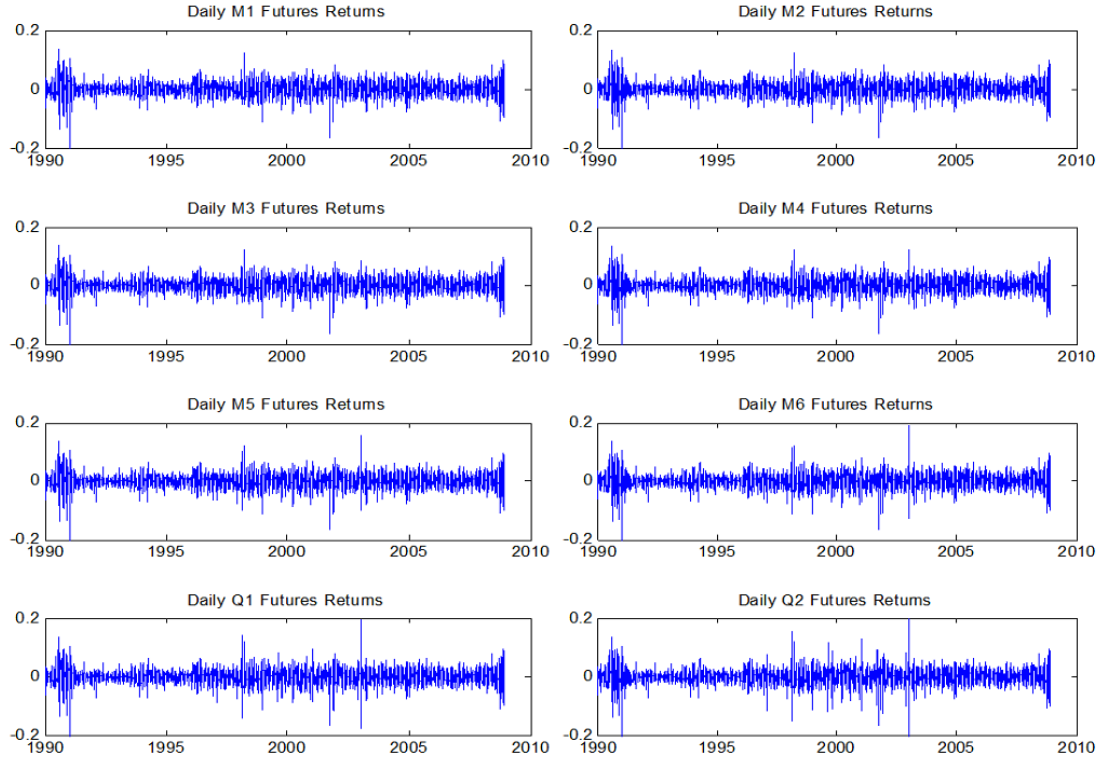 Daily M1 Futures Returns
Daily M2 Futures Returns
0.2
0
-0.2
1990 1995 2000 2005 2010
0.2
0
-0.2
1990 1995 2000 2005 2010
Daily M3 Futures Returns
Daily M4 Futures Returns
0.2
0
-0.2
1990 1995 2000 2005 2010
0.2
0
-0.2
1990 1995 2000 2005 2010
Daily M5 Futures Returns
Daily M6 Futures Returns
0.2
0
-0.2
1990 1995 2000 2005 2010
0.2
0
-0.2
1990 1995 2000 2005 2010
Daily Q1 Futures Returns
Daily Q2 Futures Returns
0.2
0
-0.2
1990 1995 2000 2005 2010
0.2
0
-0.2
1990 1995 2000 2005 2010